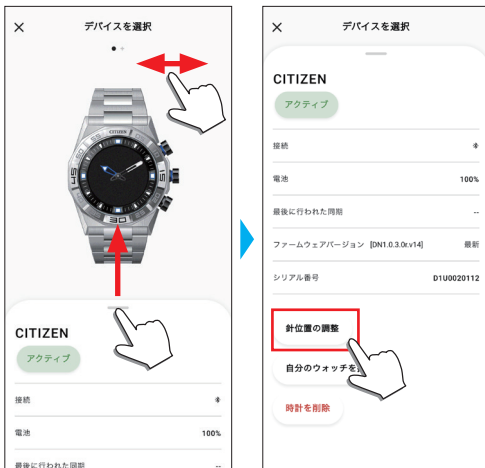 デバイスを選択
CITIZEN
60
15
30
45
CITIZEN
アクティブ
接続
電池 100%
最後に行われた同期 --
デバイスを選択
CITIZEN
アクティブ
接続
電池 100%
最後に行われた同期 --
ファームウェアバージョン [DN1.0.3.0r.v14] 最新
シリアル番号 D1U0020112
針位置の調整
自分のウォッチを
時計を削除